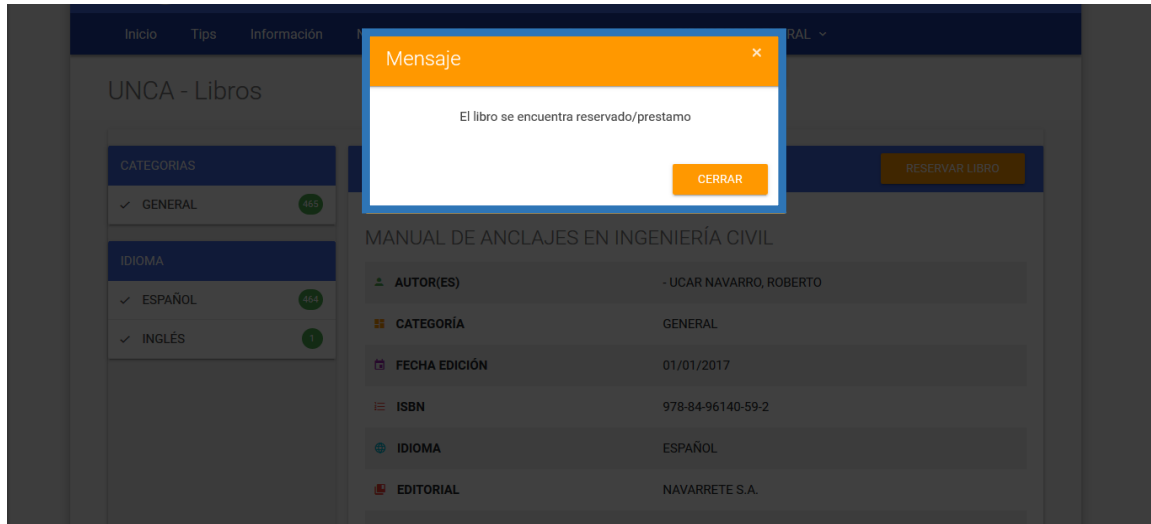 Inicio Tips Información N RAL
Mensaje ×
UNCA - Libros
El libro se encuentra reservado/prestamo
CERRAR
CATEGORIAS
RESERVAR LIBRO
GENERAL 465
MANUAL DE ANCLAJES EN INGENIERÍA CIVIL
IDIOMA
AUTOR(ES) - UCAR NAVARRO, ROBERTO
ESPAÑOL 464
CATEGORÍA GENERAL
INGLÉS 1
FECHA EDICIÓN 01/01/2017
ISBN 978-84-96140-59-2
IDIOMA ESPAÑOL
EDITORIAL NAVARRETE S.A.